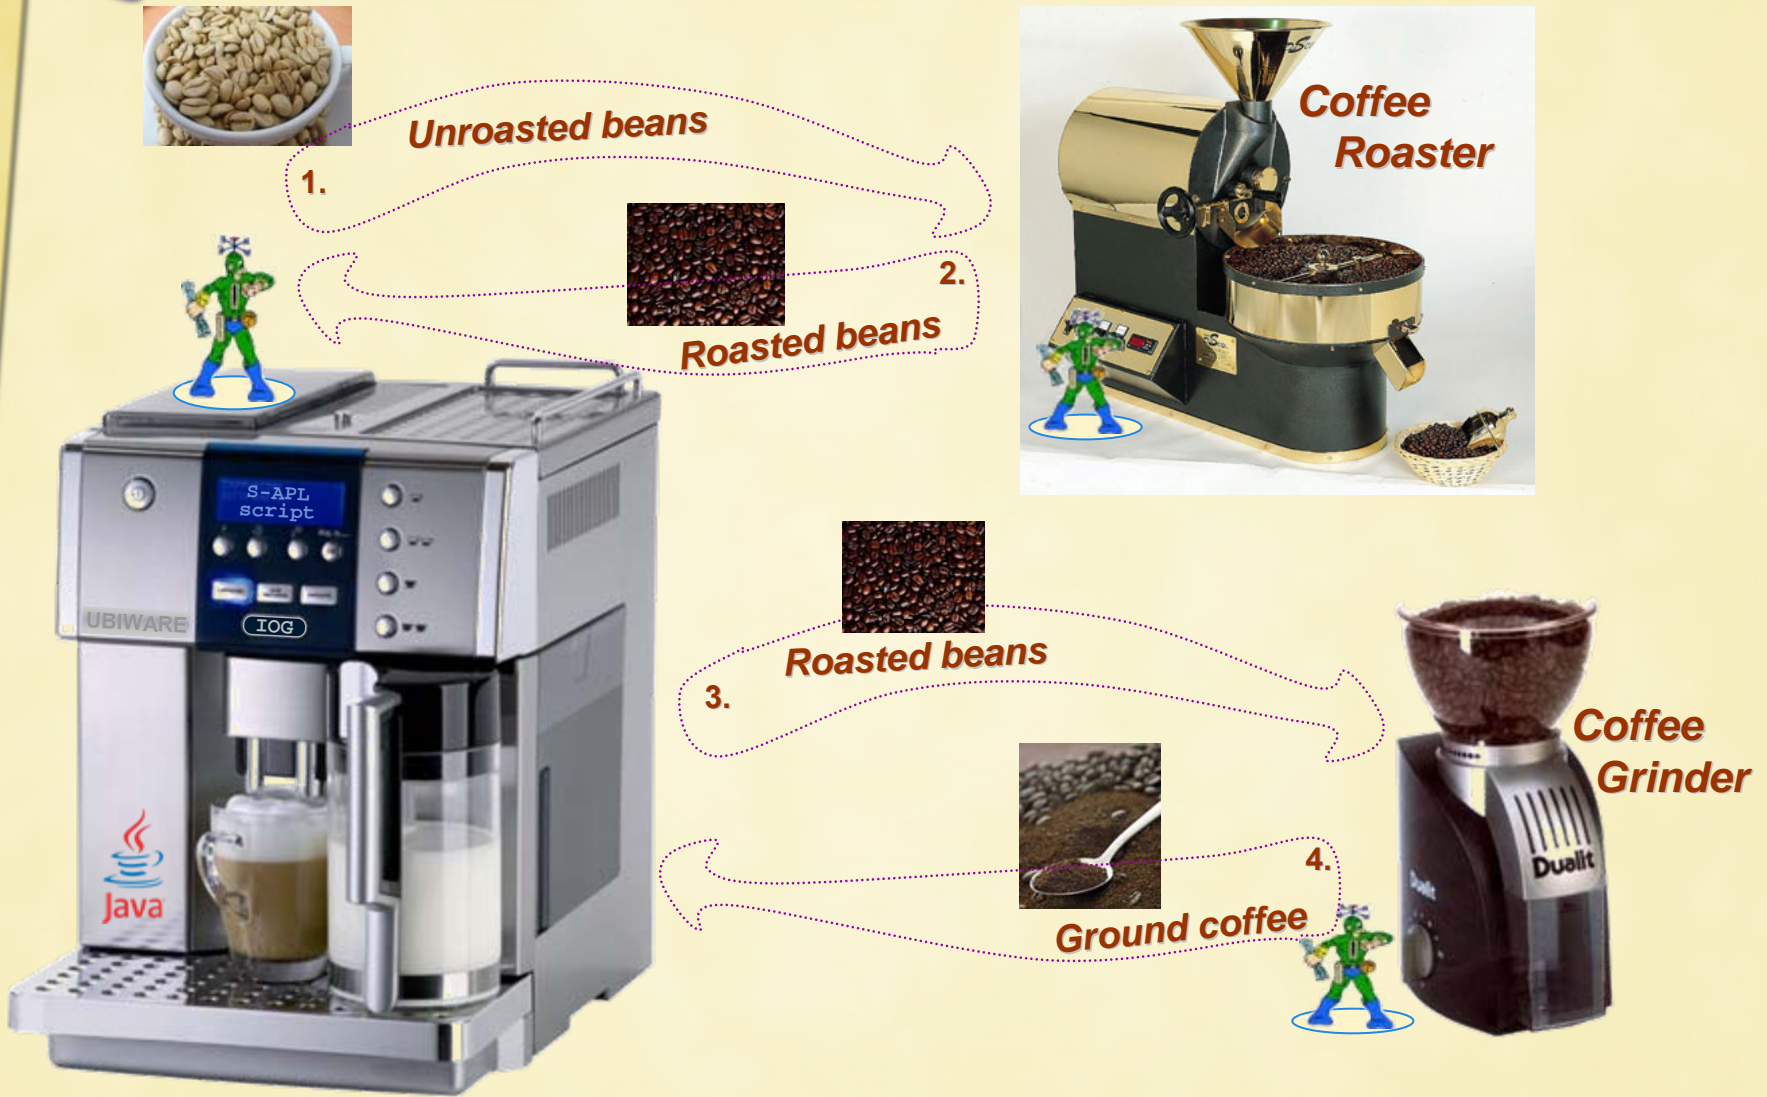 Unroasted beans
1.
Coffee
Roaster
2.
Roasted beans
S-APL
script
UBIWARE
IOG
Roasted beans
3.
Coffee
Grinder
4.
Ground coffee
Java
Dualit
Dualit